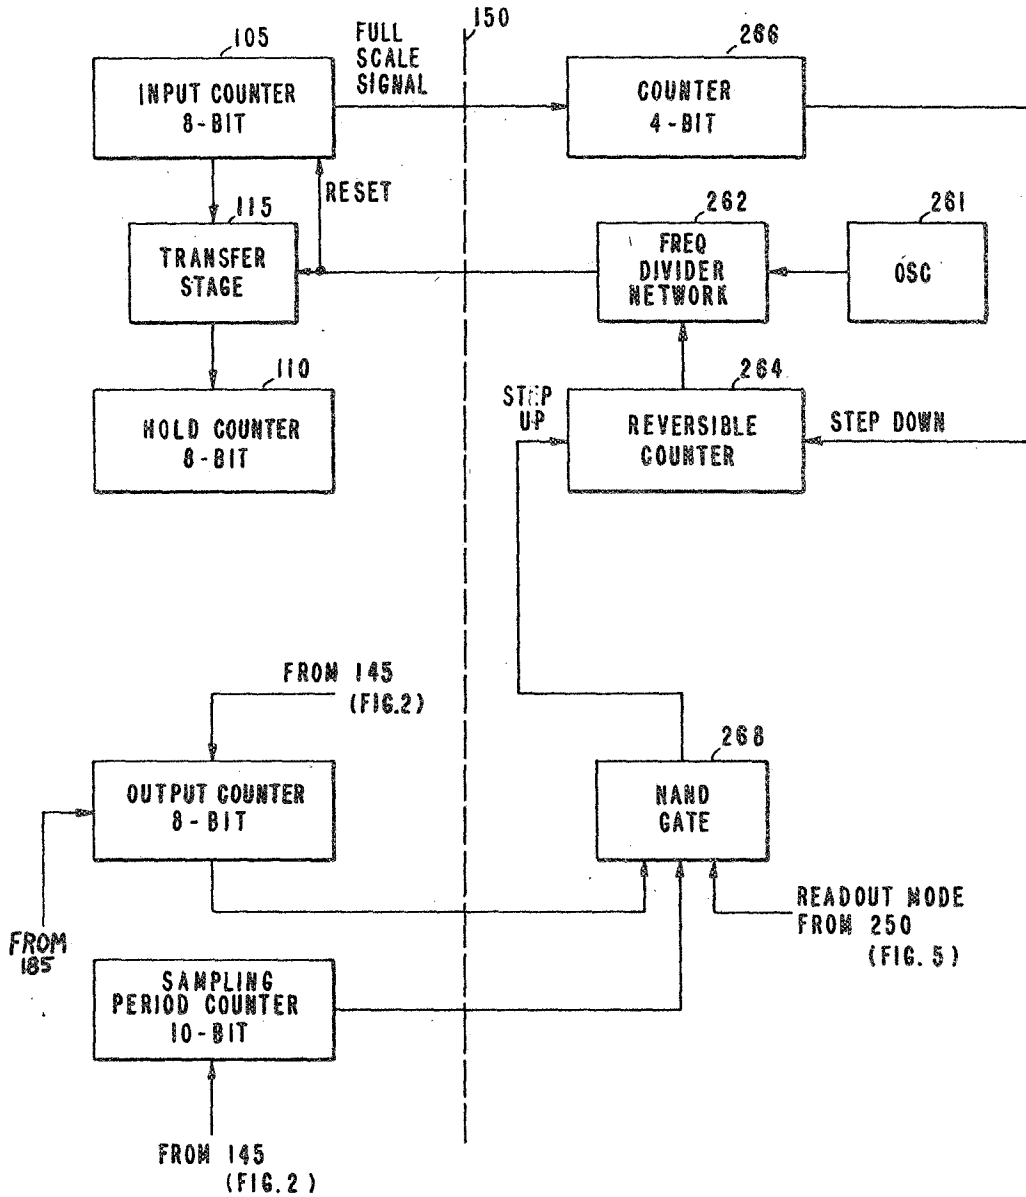 105
FULL
SCALE
SIGNAL
150
266
INPUT COUNTER
8-BIT
COUNTER
4-BIT
RESET
115
262
261
TRANSFER
STAGE
FREQ
DIVIDER
NETWORK
OSC
110
264
HOLD COUNTER
8-BIT
STEP
UP
REVERSIBLE
COUNTER
STEP DOWN
FROM 145
(FIG.2)
268
OUTPUT COUNTER
8-BIT
NAND
GATE
READOUT MODE
FROM 250
(FIG. 5)
FROM
185
SAMPLING
PERIOD COUNTER
10-BIT
FROM 145
(FIG.2)